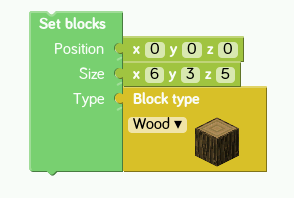 Set blocks
Position x 0 y 0 z 0
Size x 6 y 3 z 5
Type Block type
Wood ▾